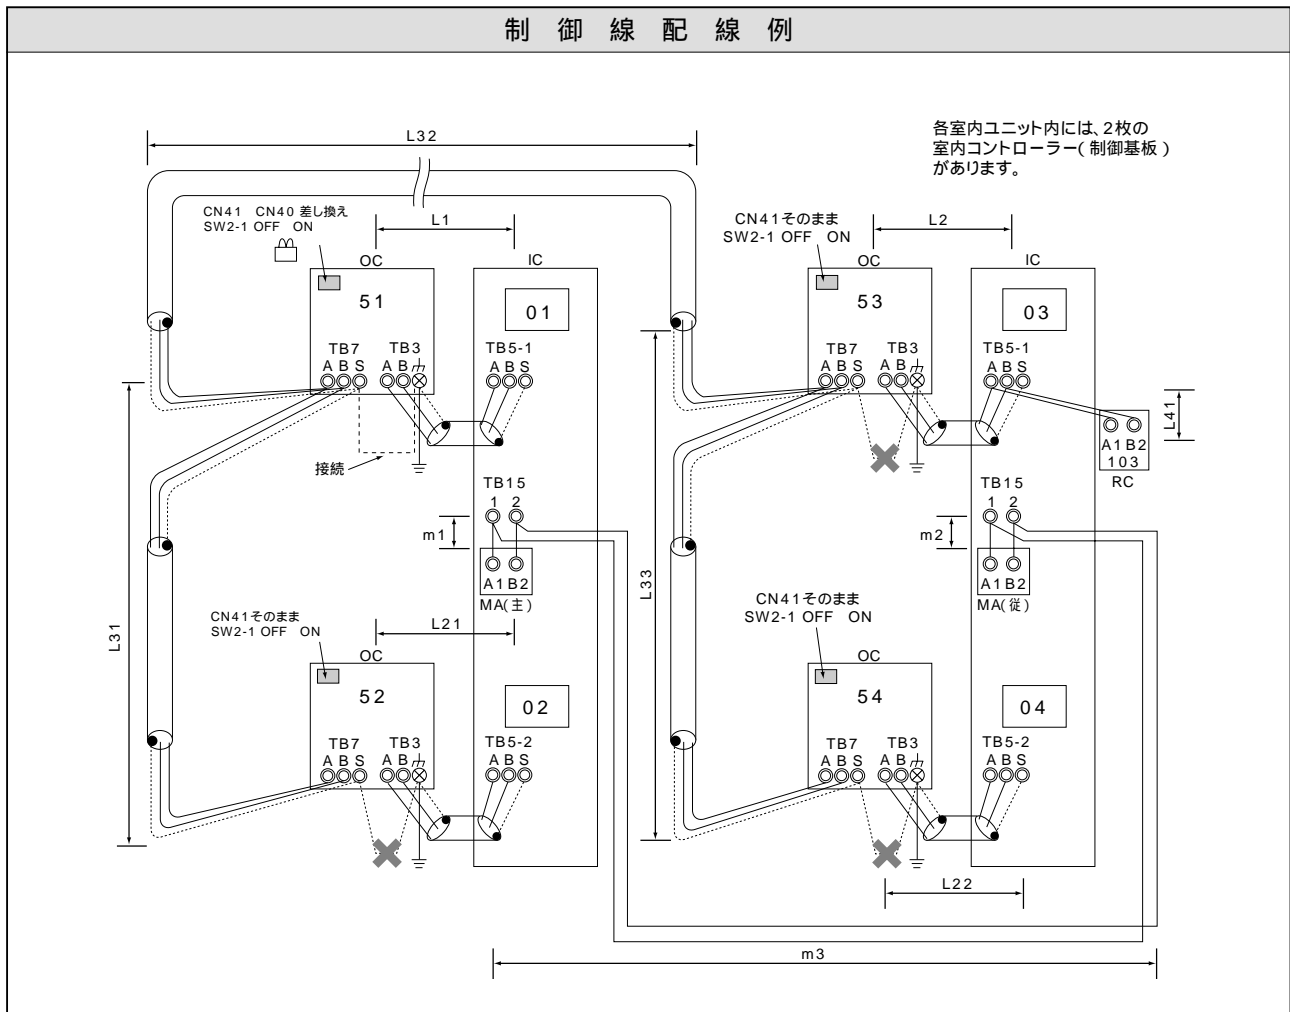 制御線配線例
各室内ユニット内には、2枚の
室内コントローラー(制御基板)
があります。
L32
CN41 CN40 差し換え
SW2-1 OFF ON
L1
CN41そのまま
SW2-1 OFF ON
L2
OC
IC
OC
IC
51
01
53
03
TB7 TB3 TB5-1
A B S A B A B S
TB7 TB3 TB5-1
A B S A B A B S
接続
L41
A1 B2
103
RC
TB15
1 2
TB15
1 2
m1
m2
A1 B2
MA(主)
A1 B2
MA(従)
L31
L33
CN41そのまま
SW2-1 OFF ON
L21
CN41そのまま
SW2-1 OFF ON
OC
OC
52
02
54
04
TB7 TB3 TB5-2
A B S A B A B S
TB7 TB3 TB5-2
A B S A B A B S
L22
m3